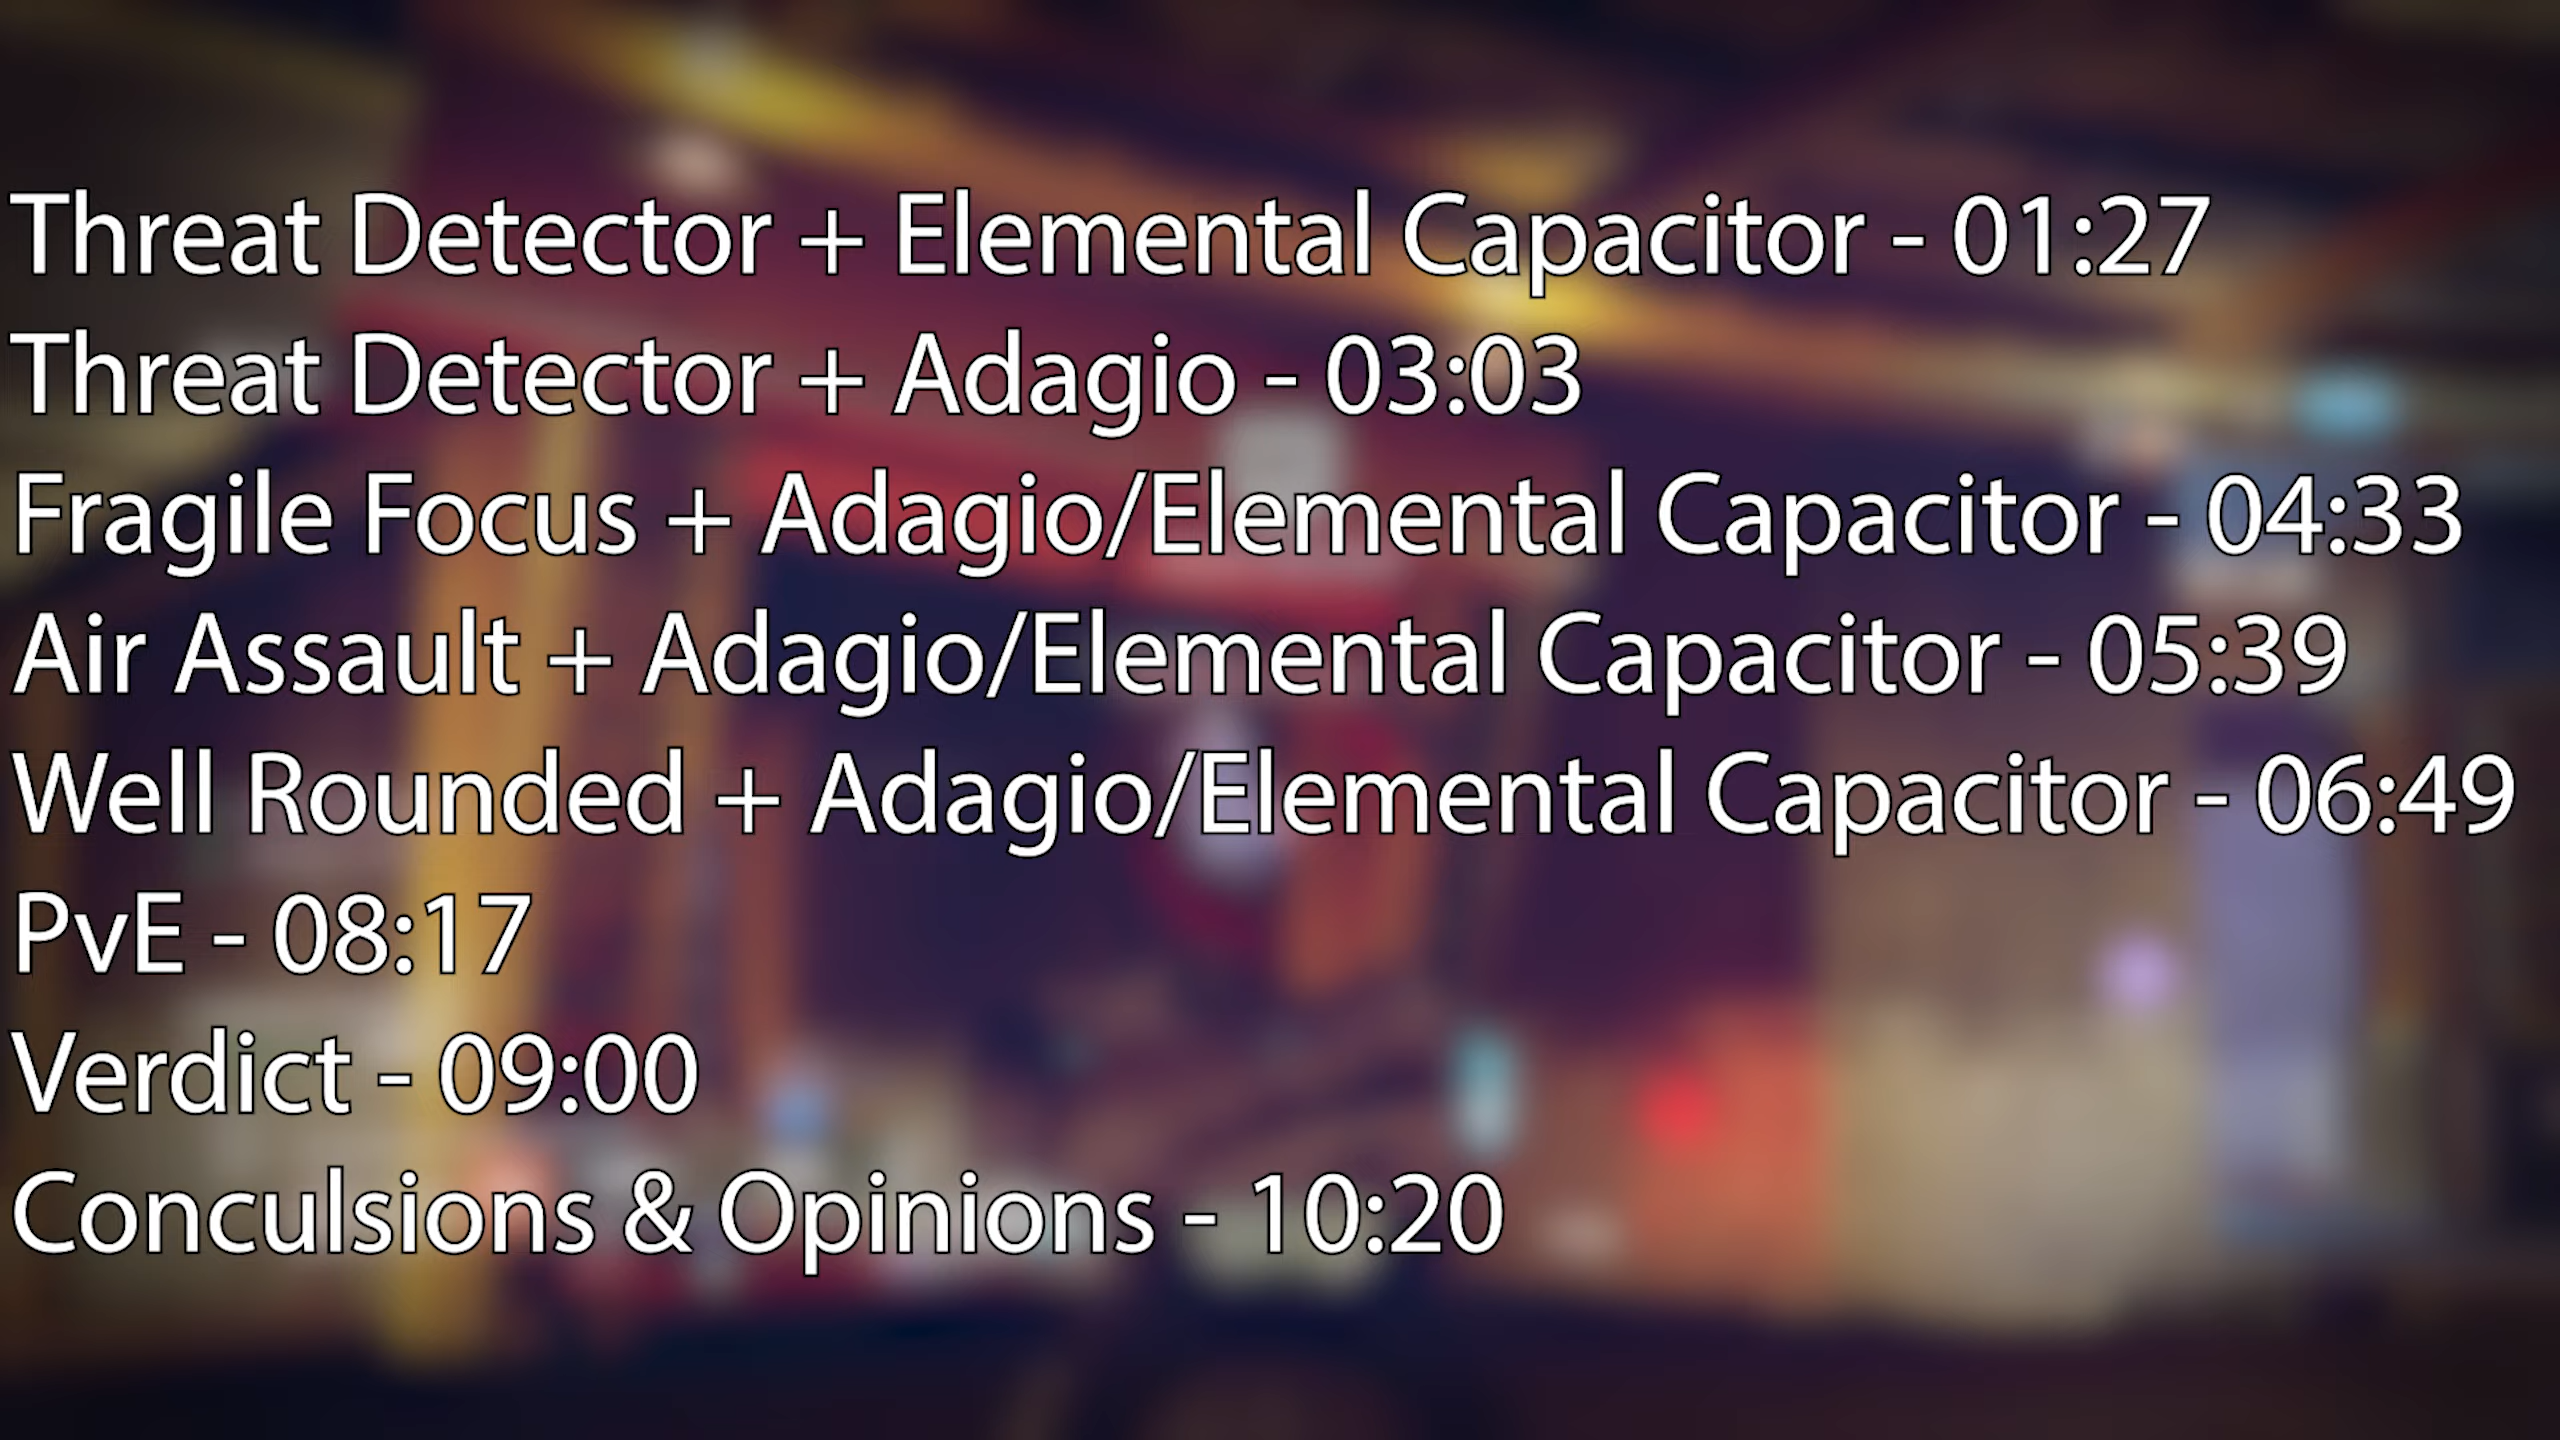 Threat Detector + Elemental Capacitor - 01:27
Threat Detector + Adagio - 03:03
Fragile Focus + Adagio/Elemental Capacitor - 04:33
Air Assault + Adagio/Elemental Capacitor - 05:39
Well Rounded + Adagio/Elemental Capacitor - 06:49
PvE - 08:17
Verdict - 09:00
Conculsions & Opinions - 10:20